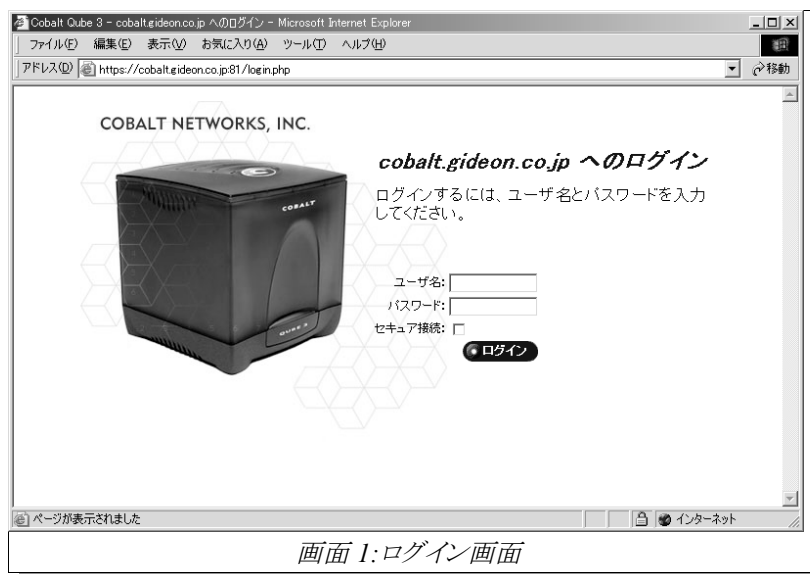 Cobalt Qube 3 - cobalt.gideon.co.jp へのログイン - Microsoft Internet Explorer
ファイル(F) 編集(E) 表示(V) お気に入り(A) ツール(T) ヘルプ(H)
アドレス(D) https://cobalt.gideon.co.jp:81/login.php 移動
COBALT NETWORKS, INC.
cobalt.gideon.co.jp へのログイン
ログインするには、ユーザ名とパスワードを入力
してください。
COBALT
ユーザ名:
パスワード:
セキュア接続:
QUBE 3
ログイン
ページが表示されました インターネット
画面 1:ログイン画面